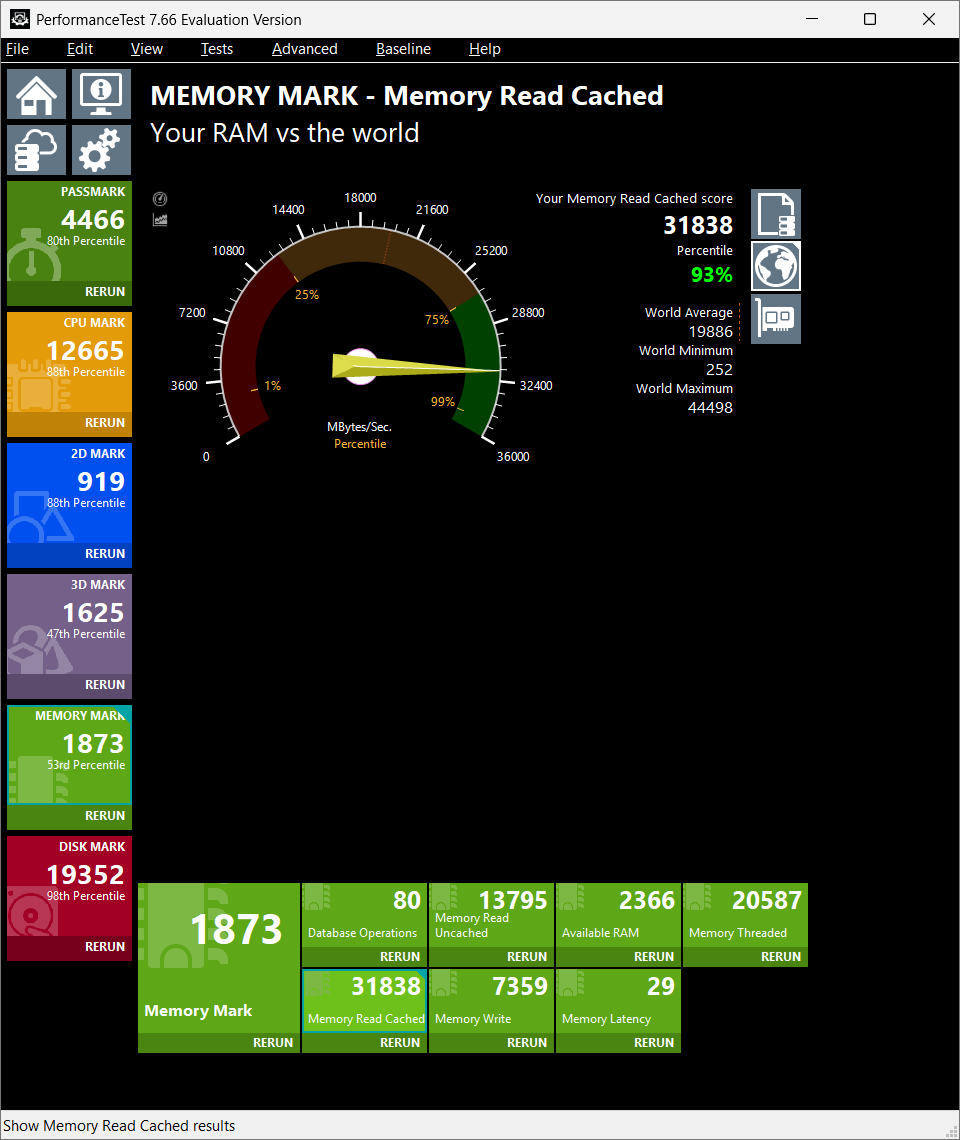 PerformanceTest 7.66 Evaluation Version
File Edit View Tests Advanced Baseline Help
MEMORY MARK - Memory Read Cached
Your RAM vs the world
PASSMARK
4466
80th Percentile
RERUN
CPU MARK
12665
88th Percentile
RERUN
2D MARK
919
88th Percentile
RERUN
3D MARK
1625
47th Percentile
RERUN
MEMORY MARK
1873
53rd Percentile
RERUN
DISK MARK
19352
98th Percentile
RERUN
0
3600
7200
10800
14400
18000
21600
25200
28800
32400
36000
1%
25%
75%
99%
MBytes/Sec.
Percentile
Your Memory Read Cached score
31838
Percentile
93%
World Average
19886
World Minimum
252
World Maximum
44498
1873
Memory Mark
RERUN
80
Database Operations
RERUN
13795
Memory Read
Uncached
RERUN
2366
Available RAM
RERUN
20587
Memory Threaded
RERUN
31838
Memory Read Cached
RERUN
7359
Memory Write
RERUN
29
Memory Latency
RERUN
Show Memory Read Cached results